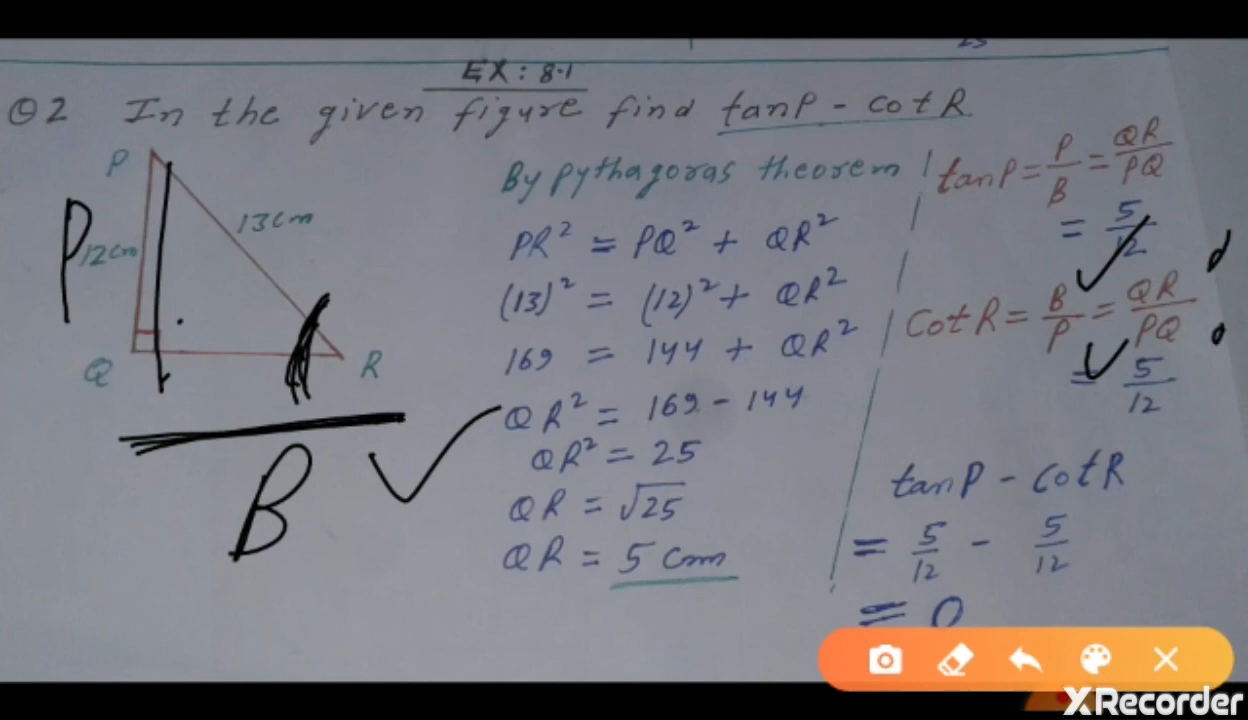 EX: 8.1
Q2 In the given figure find tanP - cotR
P
13cm
12cm
P
Q
R
B
By pythagoras theorem
PR² = PQ² + QR²
(13)² = (12)² + QR²
169 = 144 + QR²
QR² = 169 - 144
QR² = 25
QR = √25
QR = 5 cm
tanP = P/B = QR/PQ
= 5/12
CotR = B/P = QR/PQ
= 5/12
tanP - cotR
= 5/12 - 5/12
= 0
XRecorder